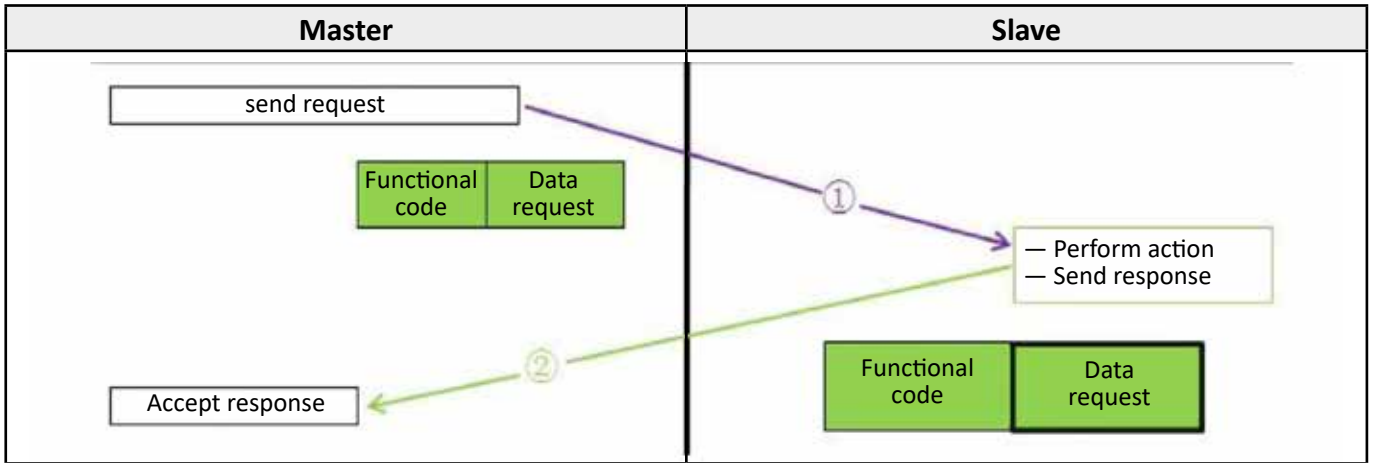 Master
Slave
send request
Functional
code
Data
request
①
— Perform action
— Send response
②
Functional
code
Data
request
Accept response